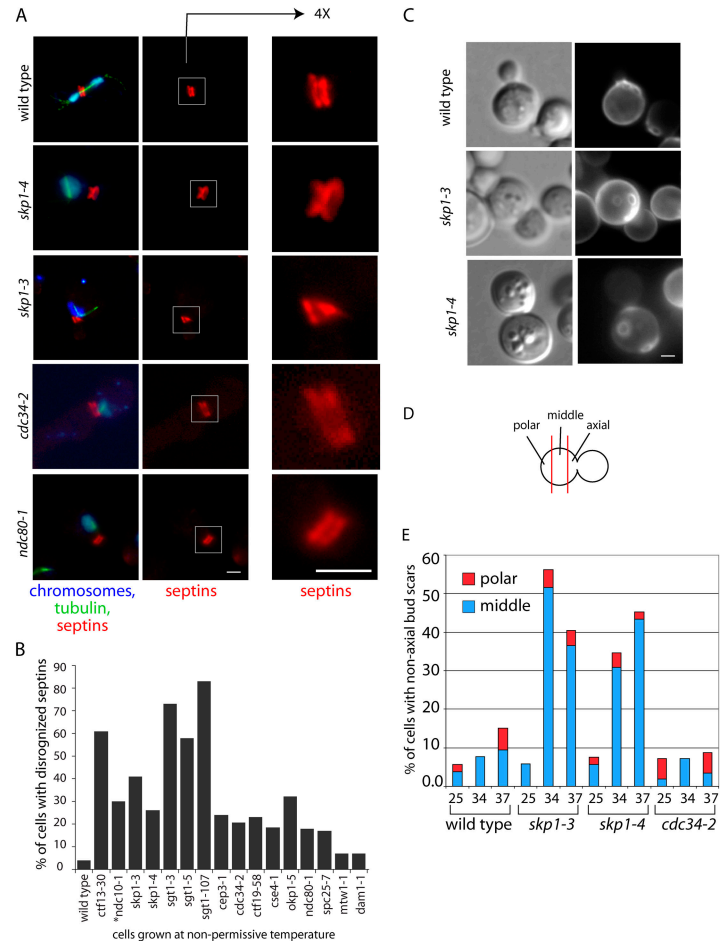 A
4X
wild type
skp1-4
skp1-3
cdc34-2
ndc80-1
chromosomes,
tubulin,
septins
septins
septins
B
% of cells with disrognized septins
90
80
70
60
50
40
30
20
10
0
wild type
ctf13-30
*ndc10-1
skp1-3
skp1-4
sgt1-3
sgt1-5
sgt1-107
cep3-1
cdc34-2
ctf19-58
cse4-1
okp1-5
ndc80-1
spc25-7
mtw1-1
dam1-1
cells grown at non-permissive temperature
C
wild type
skp1-3
skp1-4
D
polar
middle
axial
E
% of cells with non-axial bud scars
60
50
40
30
20
10
0.0
polar
middle
25 34 37 25 34 37 25 34 37 25 34 37
wild type skp1-3 skp1-4 cdc34-2